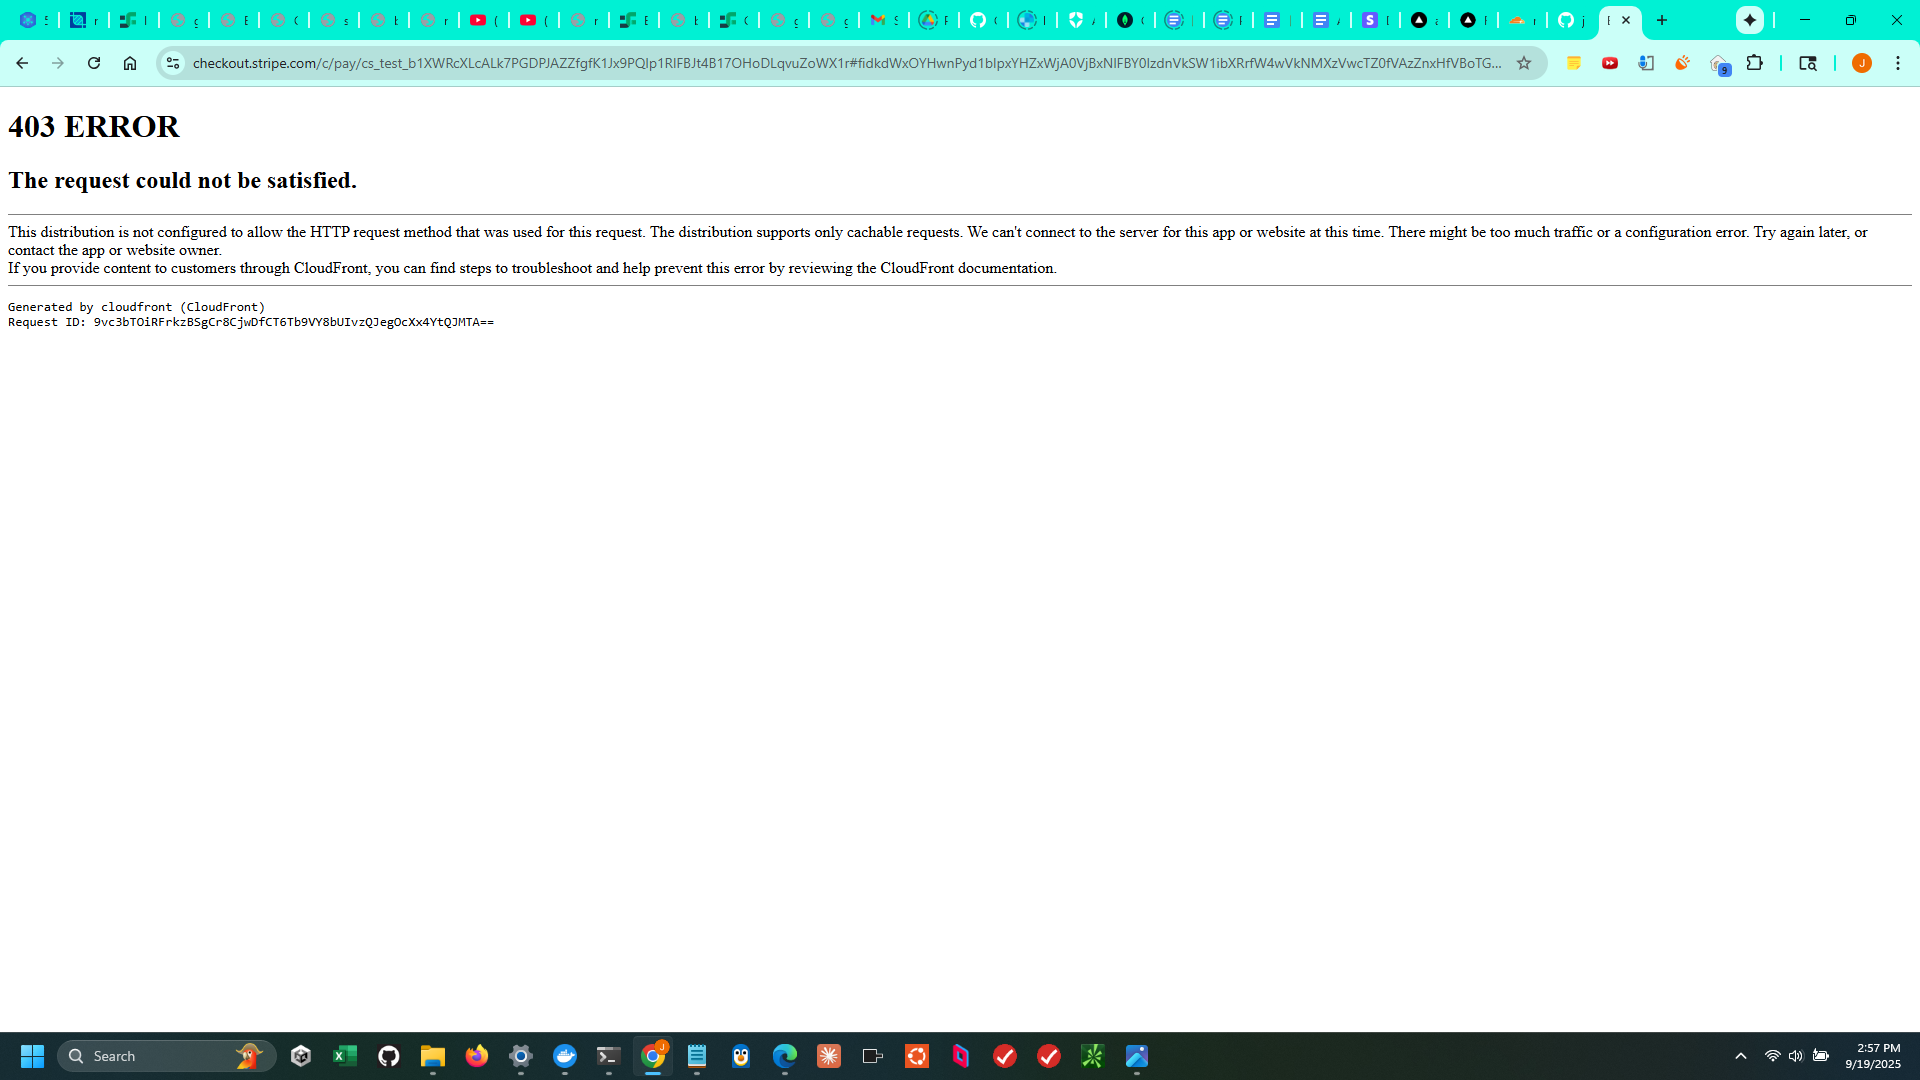 checkout.stripe.com/c/pay/cs_test_b1XWRcXLcALk7PGDPJAZZfgfK1Jx9PQIp1RlFBJt4B17OHoDLqvuZoWX1r#fidkdWxOYHwnPyd1blpxYHZxWjA0VjBxNlFBY0lzdnVkSW1ibXRrfW4wVkNMXzVwcTZ0fVAzZnxHfVBoTG...
9
J
403 ERROR
The request could not be satisfied.
This distribution is not configured to allow the HTTP request method that was used for this request. The distribution supports only cachable requests. We can't connect to the server for this app or website at this time. There might be too much traffic or a configuration error. Try again later, or
contact the app or website owner.
If you provide content to customers through CloudFront, you can find steps to troubleshoot and help prevent this error by reviewing the CloudFront documentation.
Generated by cloudfront (CloudFront)
Request ID: 9vc3bTOiRFrkzBSgCr8CjwDfCT6Tb9VY8bUIvzQJegOcXx4YtQJMTA==
Search
2:57 PM
9/19/2025